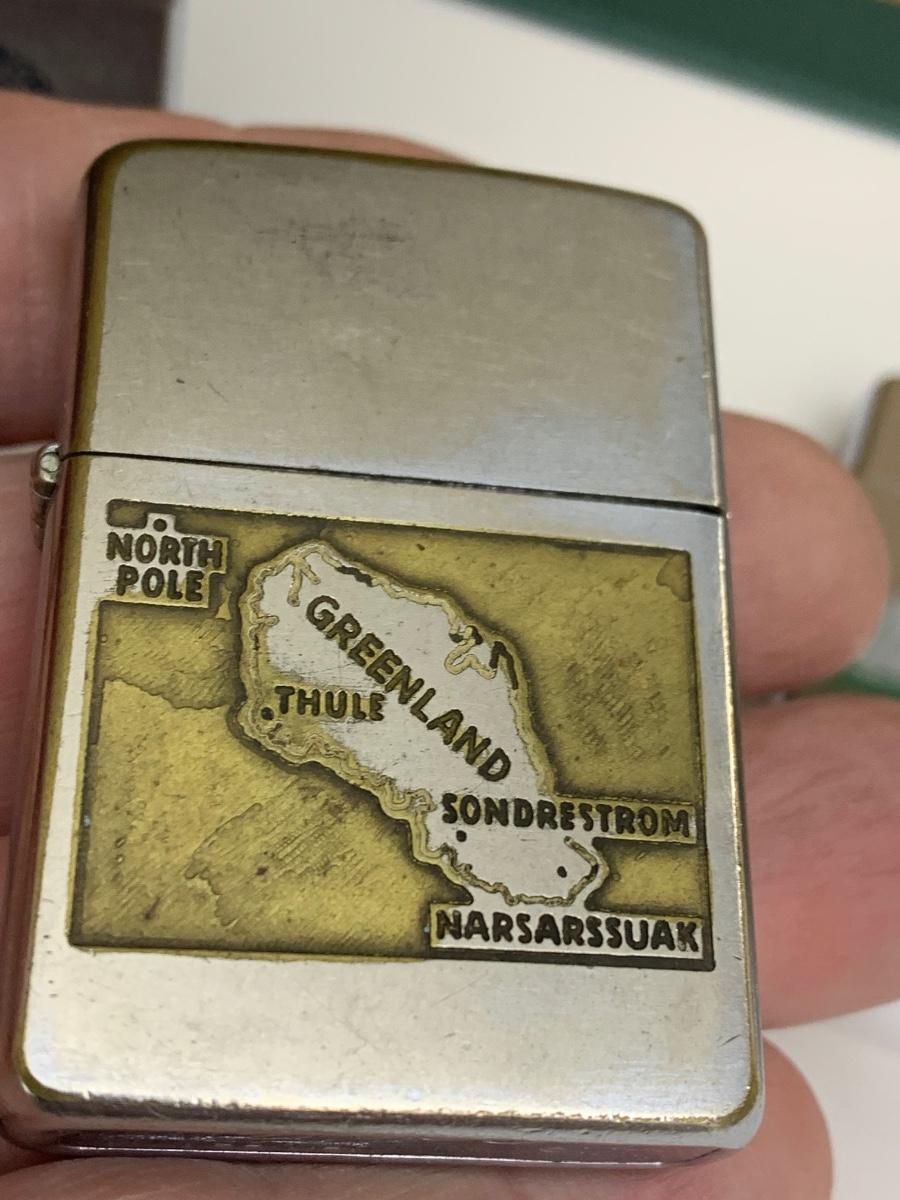 NORTH
POLE
GREENLAND
THULE
SONDRESTROM
NARSARSSUAK